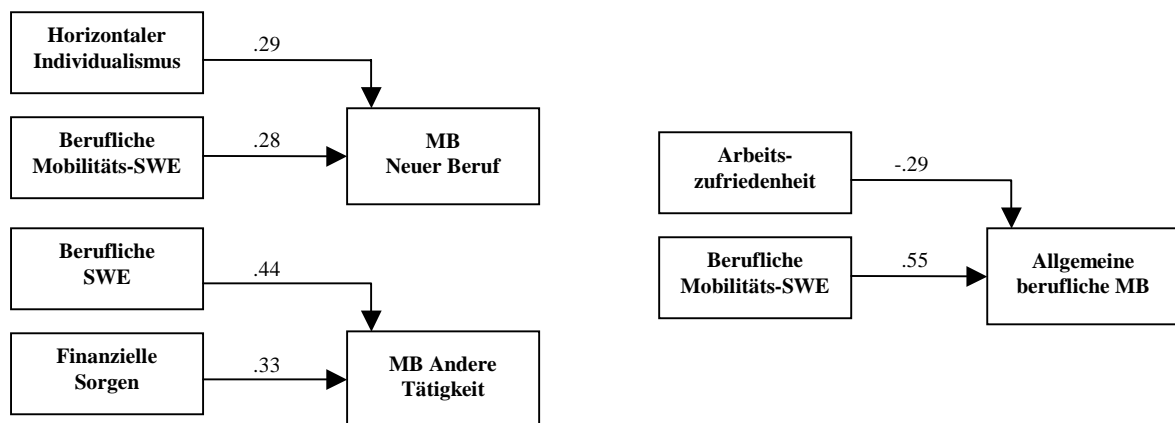 Horizontaler
Individualismus
.29
Berufliche
Mobilitäts-SWE
.28
MB
Neuer Beruf
Berufliche
SWE
.44
Finanzielle
Sorgen
.33
MB Andere
Tätigkeit
Arbeits-
zufriedenheit
-.29
Berufliche
Mobilitäts-SWE
.55
Allgemeine
berufliche MB